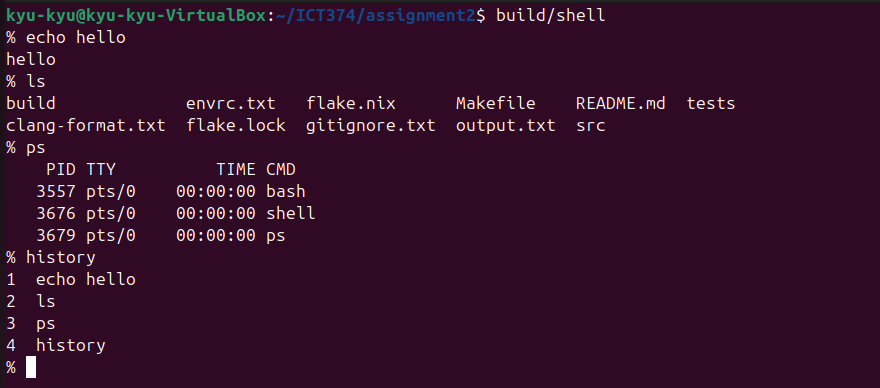 kyu-kyu@kyu-kyu-VirtualBox:~/ICT374/assignment2$ build/shell
% echo hello
hello
% ls
build             envrc.txt   flake.nix      Makefile    README.md  tests
clang-format.txt  flake.lock  gitignore.txt  output.txt  src
% ps
    PID TTY          TIME CMD
   3557 pts/0    00:00:00 bash
   3676 pts/0    00:00:00 shell
   3679 pts/0    00:00:00 ps
% history
1  echo hello
2  ls
3  ps
4  history
%